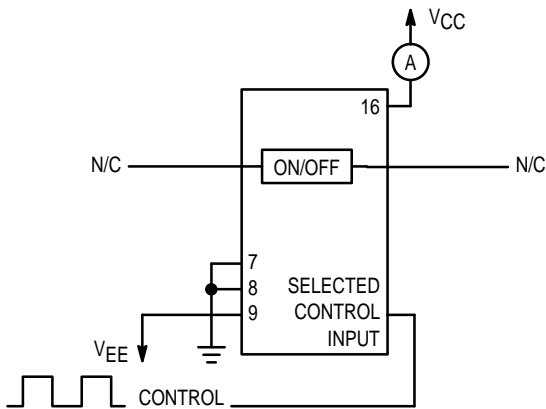 VCC
A
16
N/C
ON/OFF
N/C
7
8
9
SELECTED
CONTROL
INPUT
VEE
CONTROL